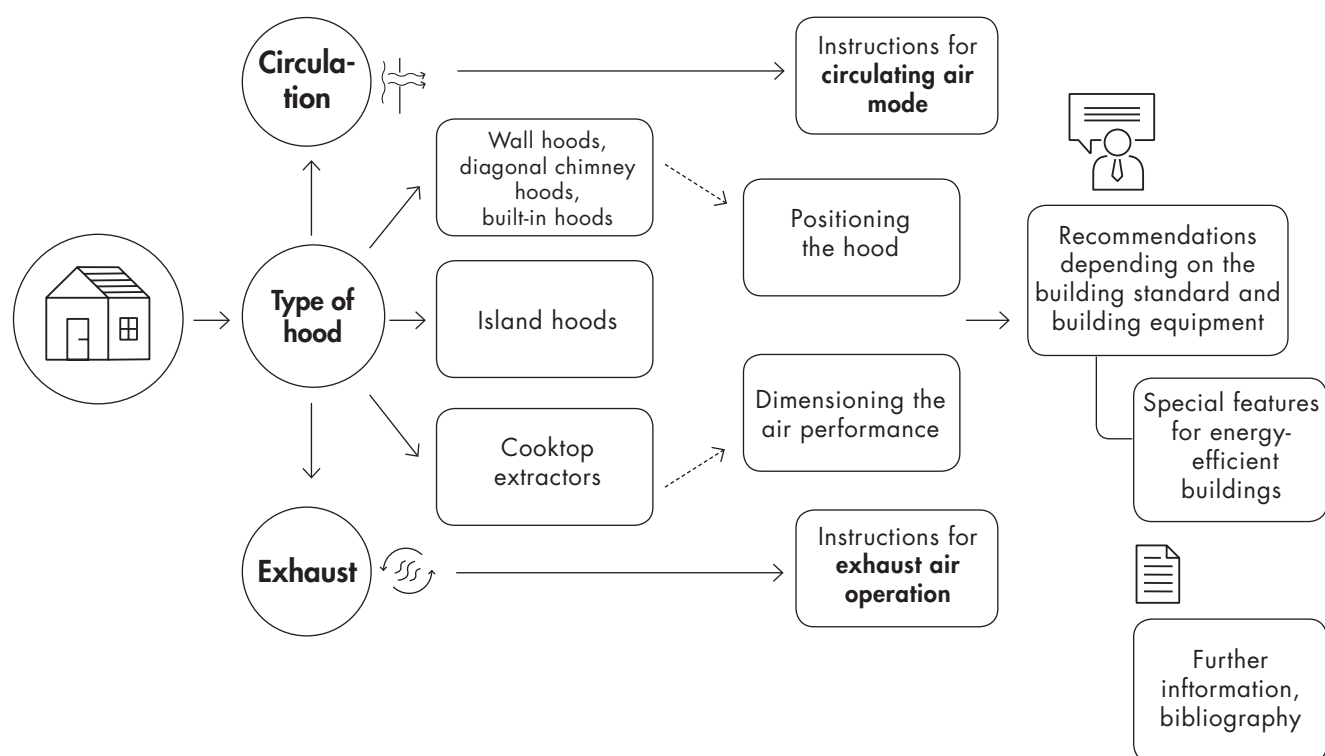 Circula-
tion
Instructions for
circulating air
mode
Wall hoods,
diagonal chimney
hoods,
built-in hoods
Positioning
the hood
Recommendations
depending on the
building standard and
building equipment
Type of
hood
Island hoods
Dimensioning the
air performance
Special features
for energy-
efficient
buildings
Cooktop
extractors
Exhaust
Instructions for
exhaust air
operation
Further
inftormation,
bibliography